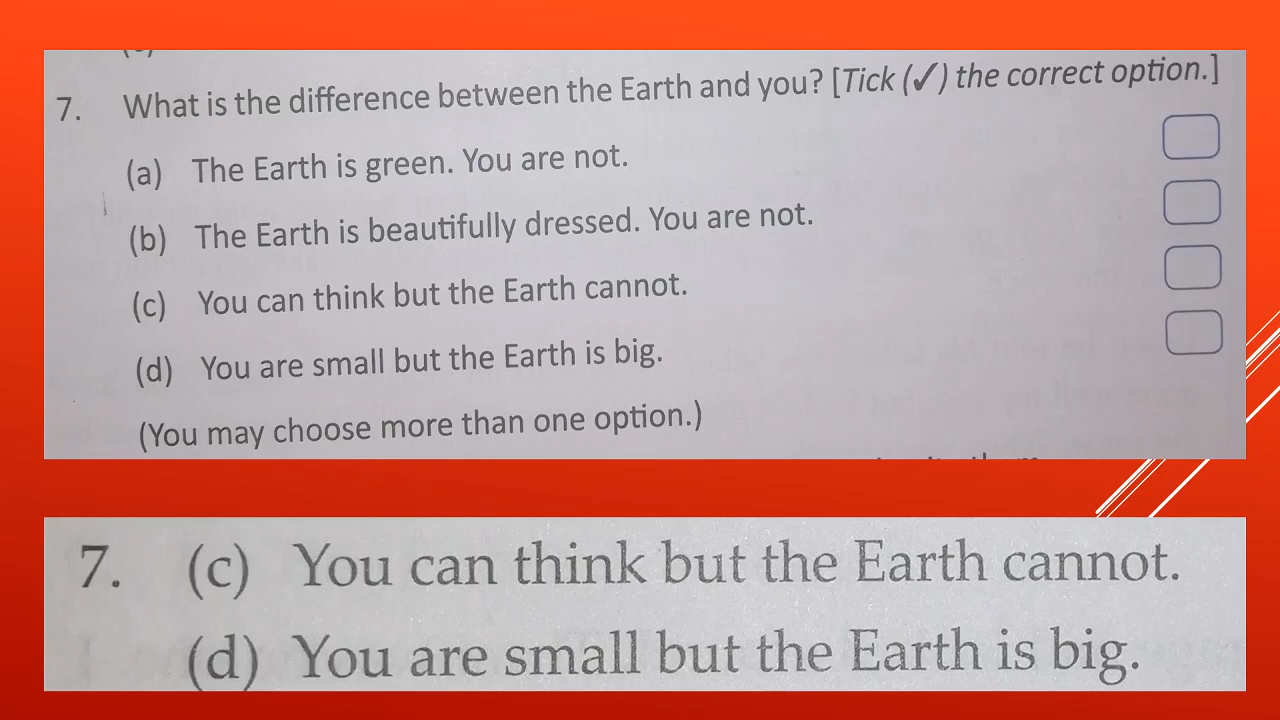 7. What is the difference between the Earth and you? [Tick (✓) the correct option.]
(a) The Earth is green. You are not.
(b) The Earth is beautifully dressed. You are not.
(c) You can think but the Earth cannot.
(d) You are small but the Earth is big.
(You may choose more than one option.)
7. (c) You can think but the Earth cannot.
(d) You are small but the Earth is big.